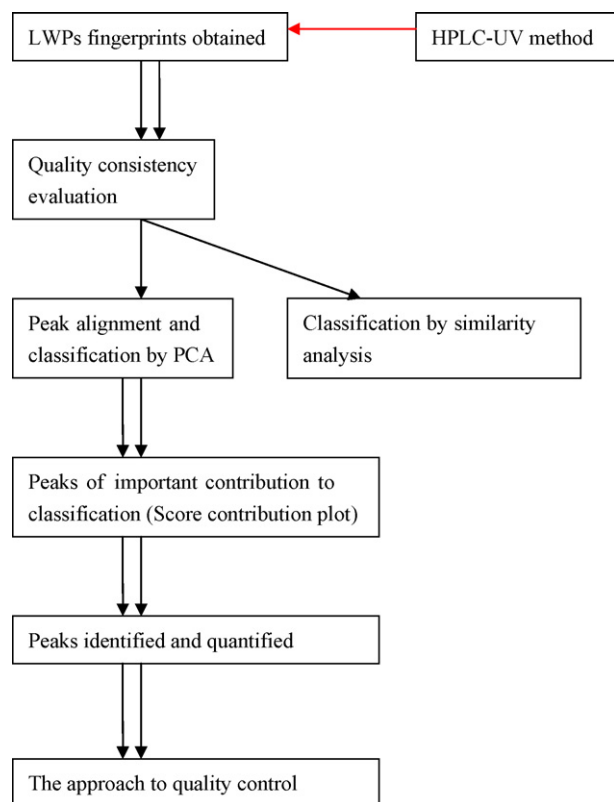 LWPs fingerprints obtained
HPLC-UV method
Quality consistency
evaluation
Peak alignment and
classification by PCA
Classification by similarity
analysis
Peaks of important contribution to
classification (Score contribution plot)
Peaks identified and quantified
The approach to quality control